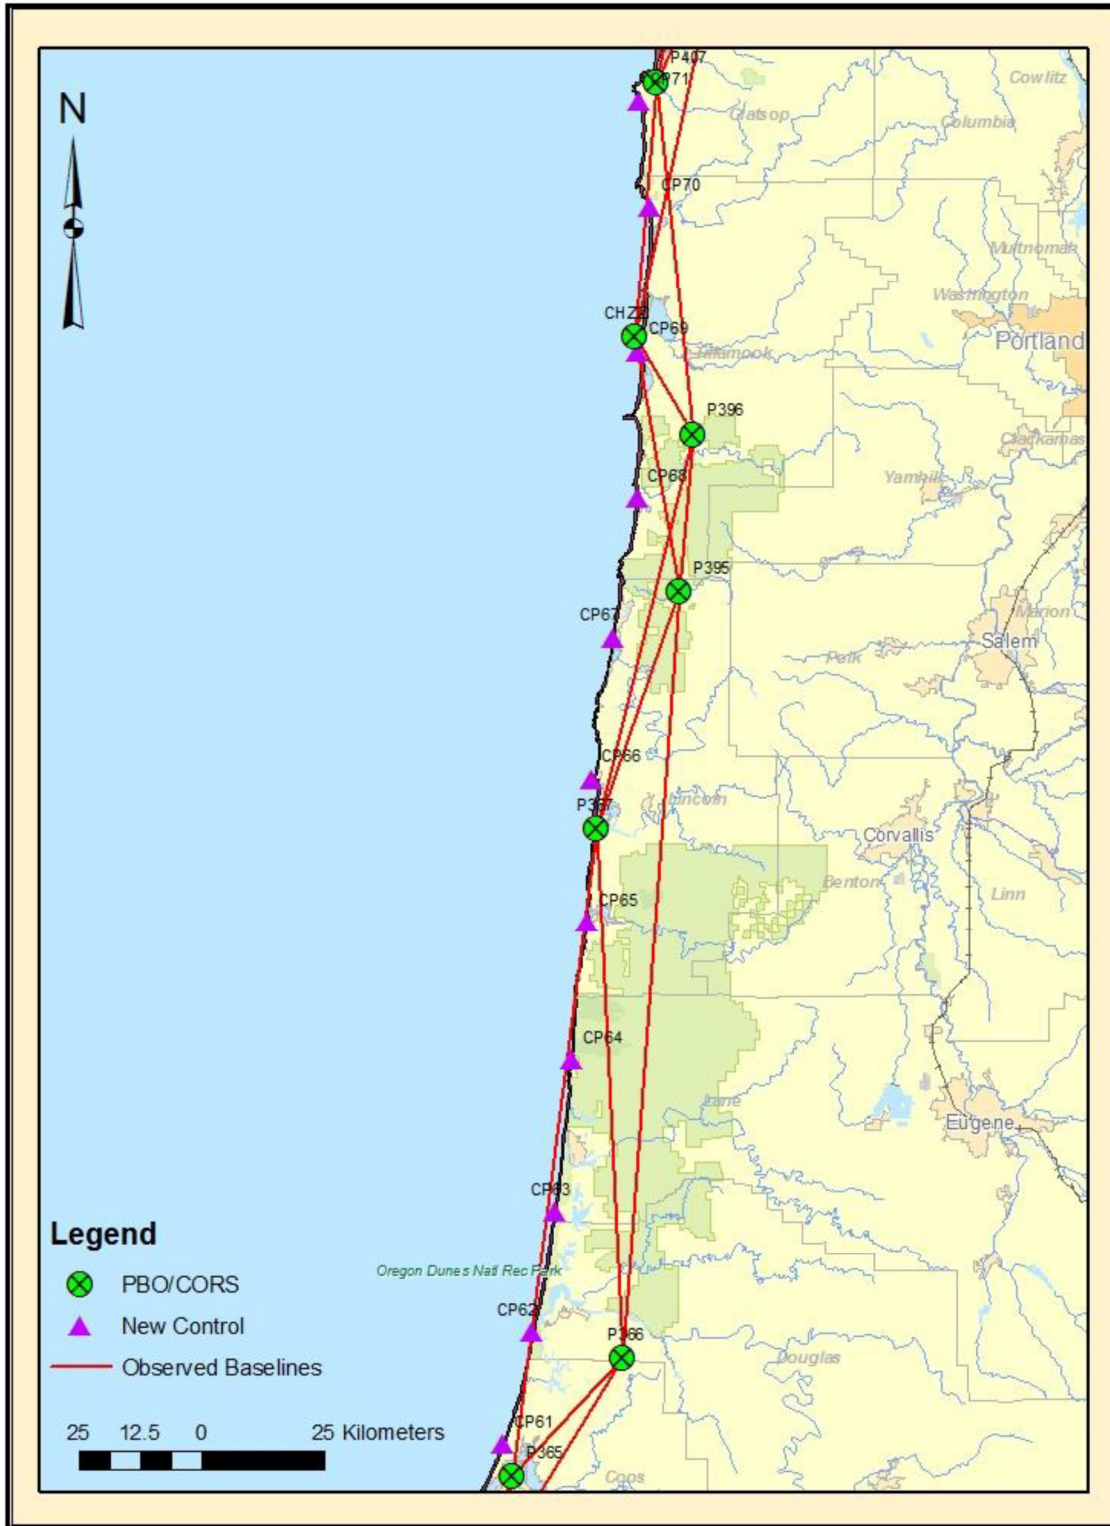 P407
P71
Cowlitz
N
Clatsop
Columbia
CP70
Multnomah
Washington
CHZZ
CP69
Portland
Tillamook
P396
Clackamas
CP68
Yamhill
P395
CP67
Marion
Salem
Polk
CP66
Lincoln
P367
Corvallis
Benton
Linn
CP65
CP64
Lane
Eugene
CP63
Legend
Oregon Dunes Natl Rec Park
PBO/CORS
CP62
New Control
P366
Douglas
Observed Baselines
25 12.5 0 25 Kilometers
CP61
P365
Coos